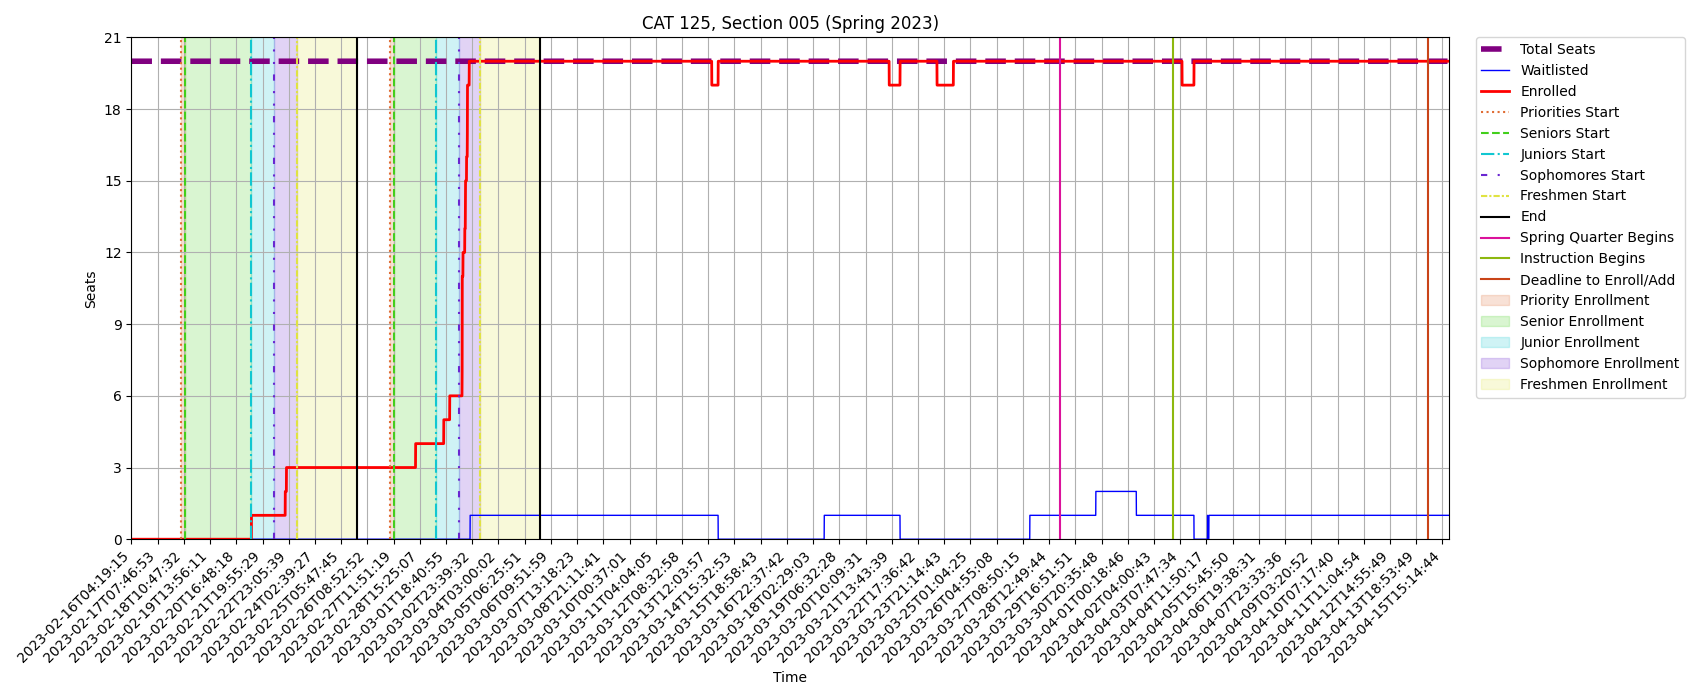 CAT 125, Section 005 (Spring 2023)
21
18
15
12
9
6
3
0
Seats
2023-02-16T04:19:15
2023-02-17T07:46:53
2023-02-18T10:47:32
2023-02-19T13:56:11
2023-02-20T16:48:18
2023-02-21T19:55:29
2023-02-22T23:05:39
2023-02-24T02:39:27
2023-02-25T05:47:45
2023-02-26T08:52:52
2023-02-27T11:51:19
2023-02-28T15:25:07
2023-03-01T18:40:55
2023-03-02T23:39:32
2023-03-04T03:00:02
2023-03-05T06:25:51
2023-03-06T09:51:59
2023-03-07T13:18:23
2023-03-08T21:11:41
2023-03-10T00:37:01
2023-03-11T04:04:05
2023-03-12T08:32:58
2023-03-13T12:03:57
2023-03-14T15:32:53
2023-03-15T18:58:43
2023-03-16T22:37:42
2023-03-18T02:29:03
2023-03-19T06:32:28
2023-03-20T10:09:31
2023-03-21T13:43:39
2023-03-22T17:36:42
2023-03-23T21:14:43
2023-03-25T01:04:25
2023-03-26T04:55:08
2023-03-27T08:50:15
2023-03-28T12:49:44
2023-03-29T16:51:51
2023-03-30T20:35:48
2023-04-01T00:18:46
2023-04-02T04:00:43
2023-04-03T07:47:34
2023-04-04T11:50:17
2023-04-05T15:45:50
2023-04-06T19:38:31
2023-04-07T23:33:36
2023-04-09T03:20:52
2023-04-10T07:17:40
2023-04-11T11:04:54
2023-04-12T14:55:49
2023-04-13T18:53:49
2023-04-15T15:14:44
Time
Total Seats
Waitlisted
Enrolled
Priorities Start
Seniors Start
Juniors Start
Sophomores Start
Freshmen Start
End
Spring Quarter Begins
Instruction Begins
Deadline to Enroll/Add
Priority Enrollment
Senior Enrollment
Junior Enrollment
Sophomore Enrollment
Freshmen Enrollment